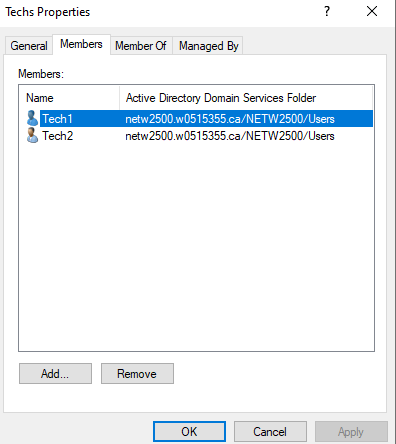 Techs Properties ?
General Members Member Of Managed By
Members:
Name Active Directory Domain Services Folder
Tech1 netw2500.w0515355.ca/NETW2500/Users
Tech2 netw2500.w0515355.ca/NETW2500/Users
Add... Remove
OK Cancel Apply